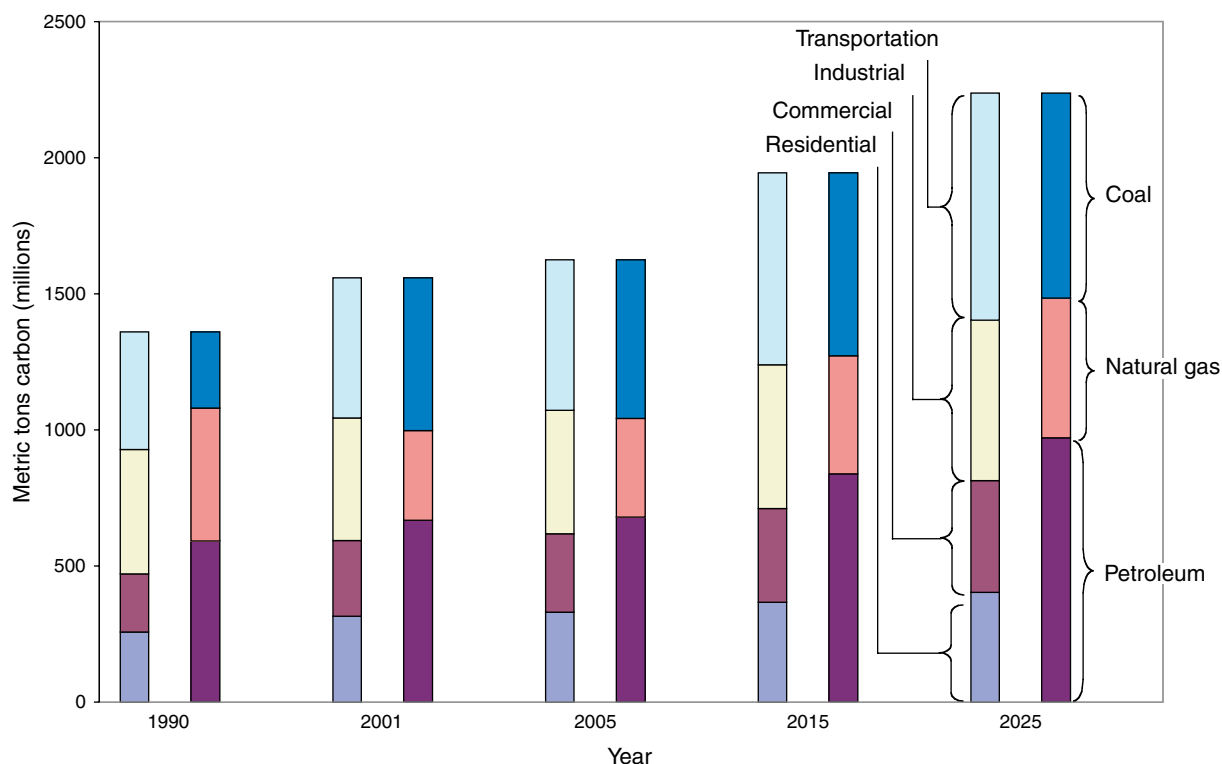 2500
2000
1500
1000
500
0
Metric tons carbon (millions)
Transportation
Industrial
Commercial
Residential
Coal
Natural gas
Petroleum
1990
2001
2005
2015
2025
Year